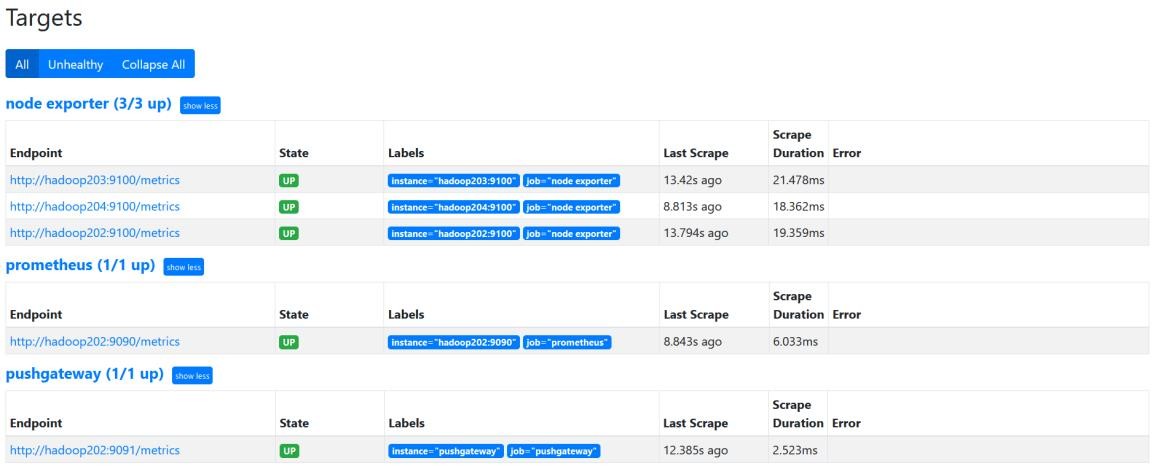 Targets
All Unhealthy Collapse All
node exporter (3/3 up) show less
Endpoint State Labels Last Scrape Scrape Duration Error
http://hadoop203:9100/metrics UP instance="hadoop203:9100" job="node exporter" 13.42s ago 21.478ms
http://hadoop204:9100/metrics UP instance="hadoop204:9100" job="node exporter" 8.813s ago 18.362ms
http://hadoop202:9100/metrics UP instance="hadoop202:9100" job="node exporter" 13.794s ago 19.359ms
prometheus (1/1 up) show less
Endpoint State Labels Last Scrape Scrape Duration Error
http://hadoop202:9090/metrics UP instance="hadoop202:9090" job="prometheus" 8.843s ago 6.033ms
pushgateway (1/1 up) show less
Endpoint State Labels Last Scrape Scrape Duration Error
http://hadoop202:9091/metrics UP instance="pushgateway" job="pushgateway" 12.385s ago 2.523ms